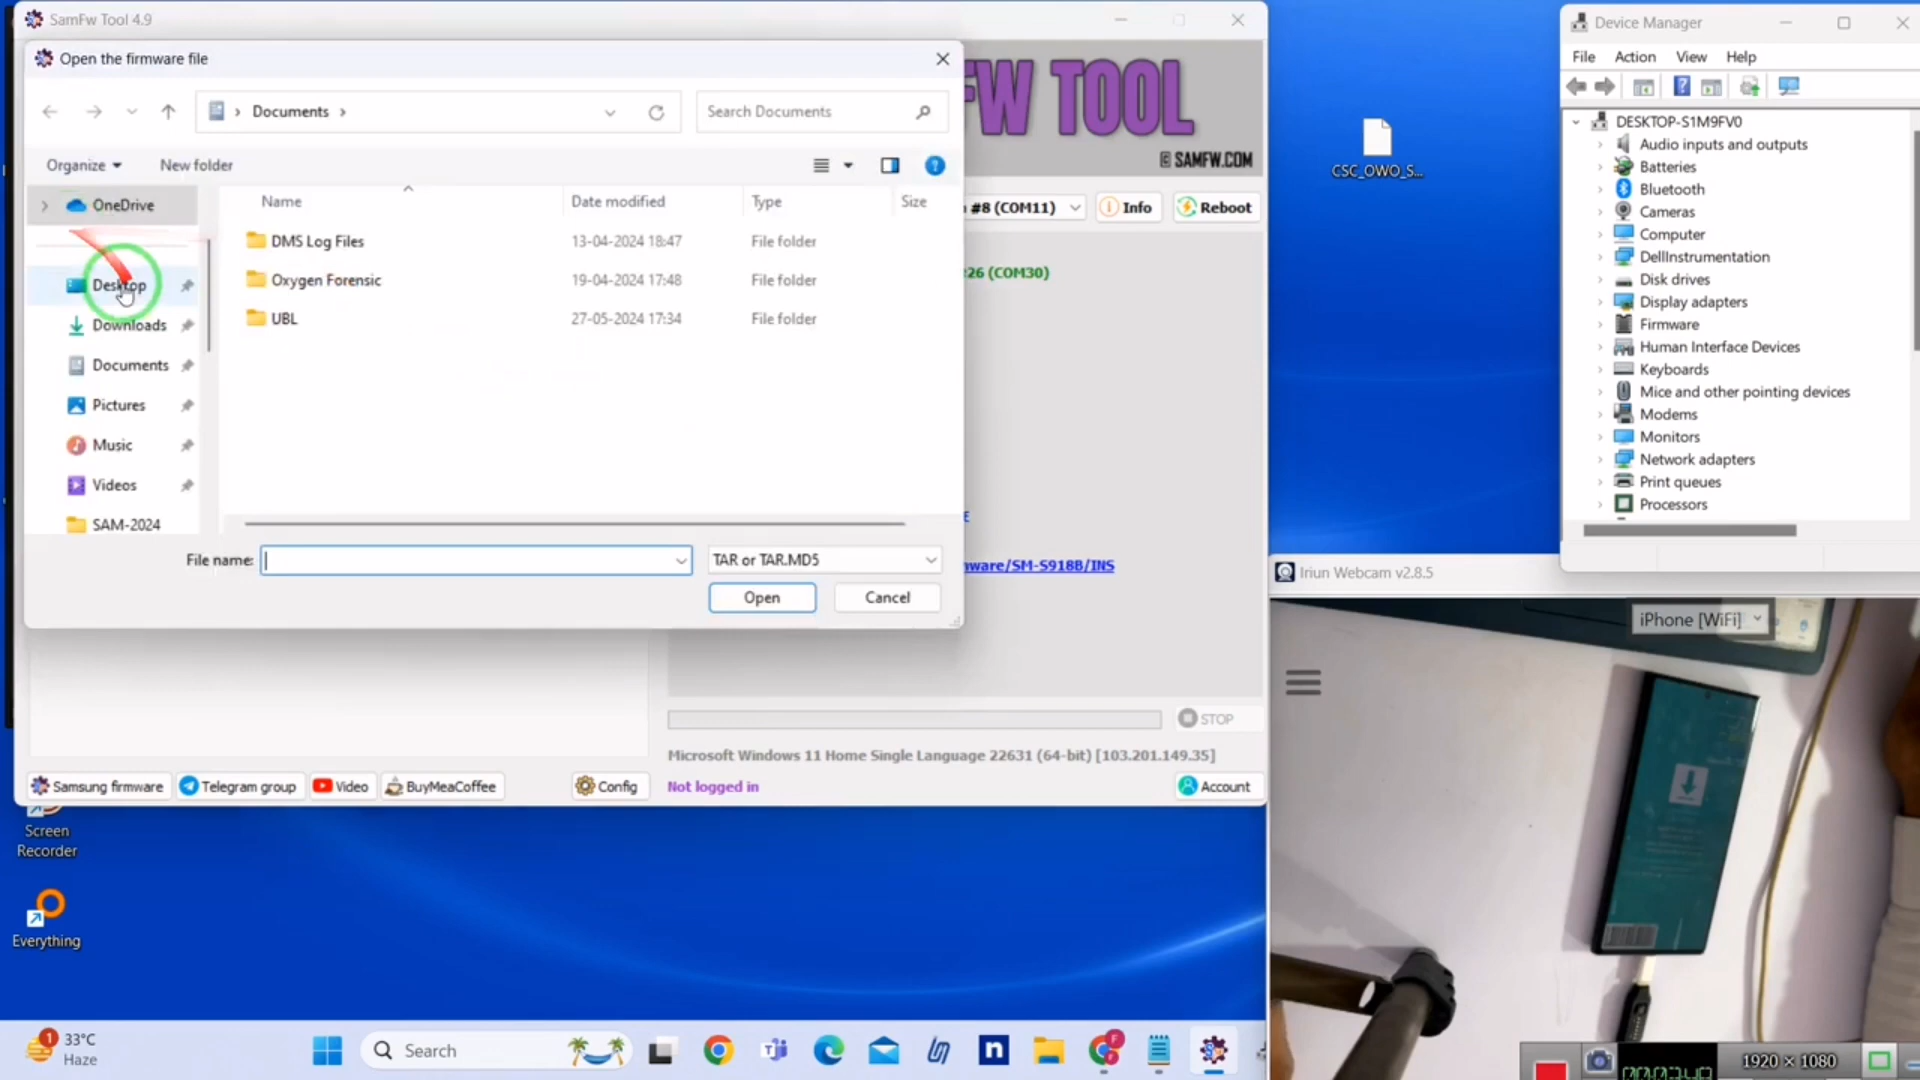 SamFw Tool 4.9
Open the firmware file
Documents
Search Documents
Organize
New folder
OneDrive
Desktop
Downloads
Documents
Pictures
Music
Videos
SAM-2024
Name
Date modified
Type
Size
DMS Log Files
13-04-2024 18:47
File folder
Oxygen Forensic
19-04-2024 17:48
File folder
UBL
27-05-2024 17:34
File folder
File name:
TAR or TAR.MD5
Open
Cancel
FW TOOL
© SAMFW.COM
#8 (COM11)
Info
Reboot
26 (COM30)
E
ware/SM-S918B/INS
STOP
Microsoft Windows 11 Home Single Language 22631 (64-bit) [103.201.149.35]
Samsung firmware
Telegram group
Video
BuyMeaCoffee
Config
Not logged in
Account
CSC_OWO_S...
Device Manager
File
Action
View
Help
DESKTOP-S1M9FV0
Audio inputs and outputs
Batteries
Bluetooth
Cameras
Computer
DellInstrumentation
Disk drives
Display adapters
Firmware
Human Interface Devices
Keyboards
Mice and other pointing devices
Modems
Monitors
Network adapters
Print queues
Processors
Iriun Webcam v2.8.5
iPhone [WiFi]
Screen
Recorder
Everything
1
33°C
Haze
Search
1920 × 1080